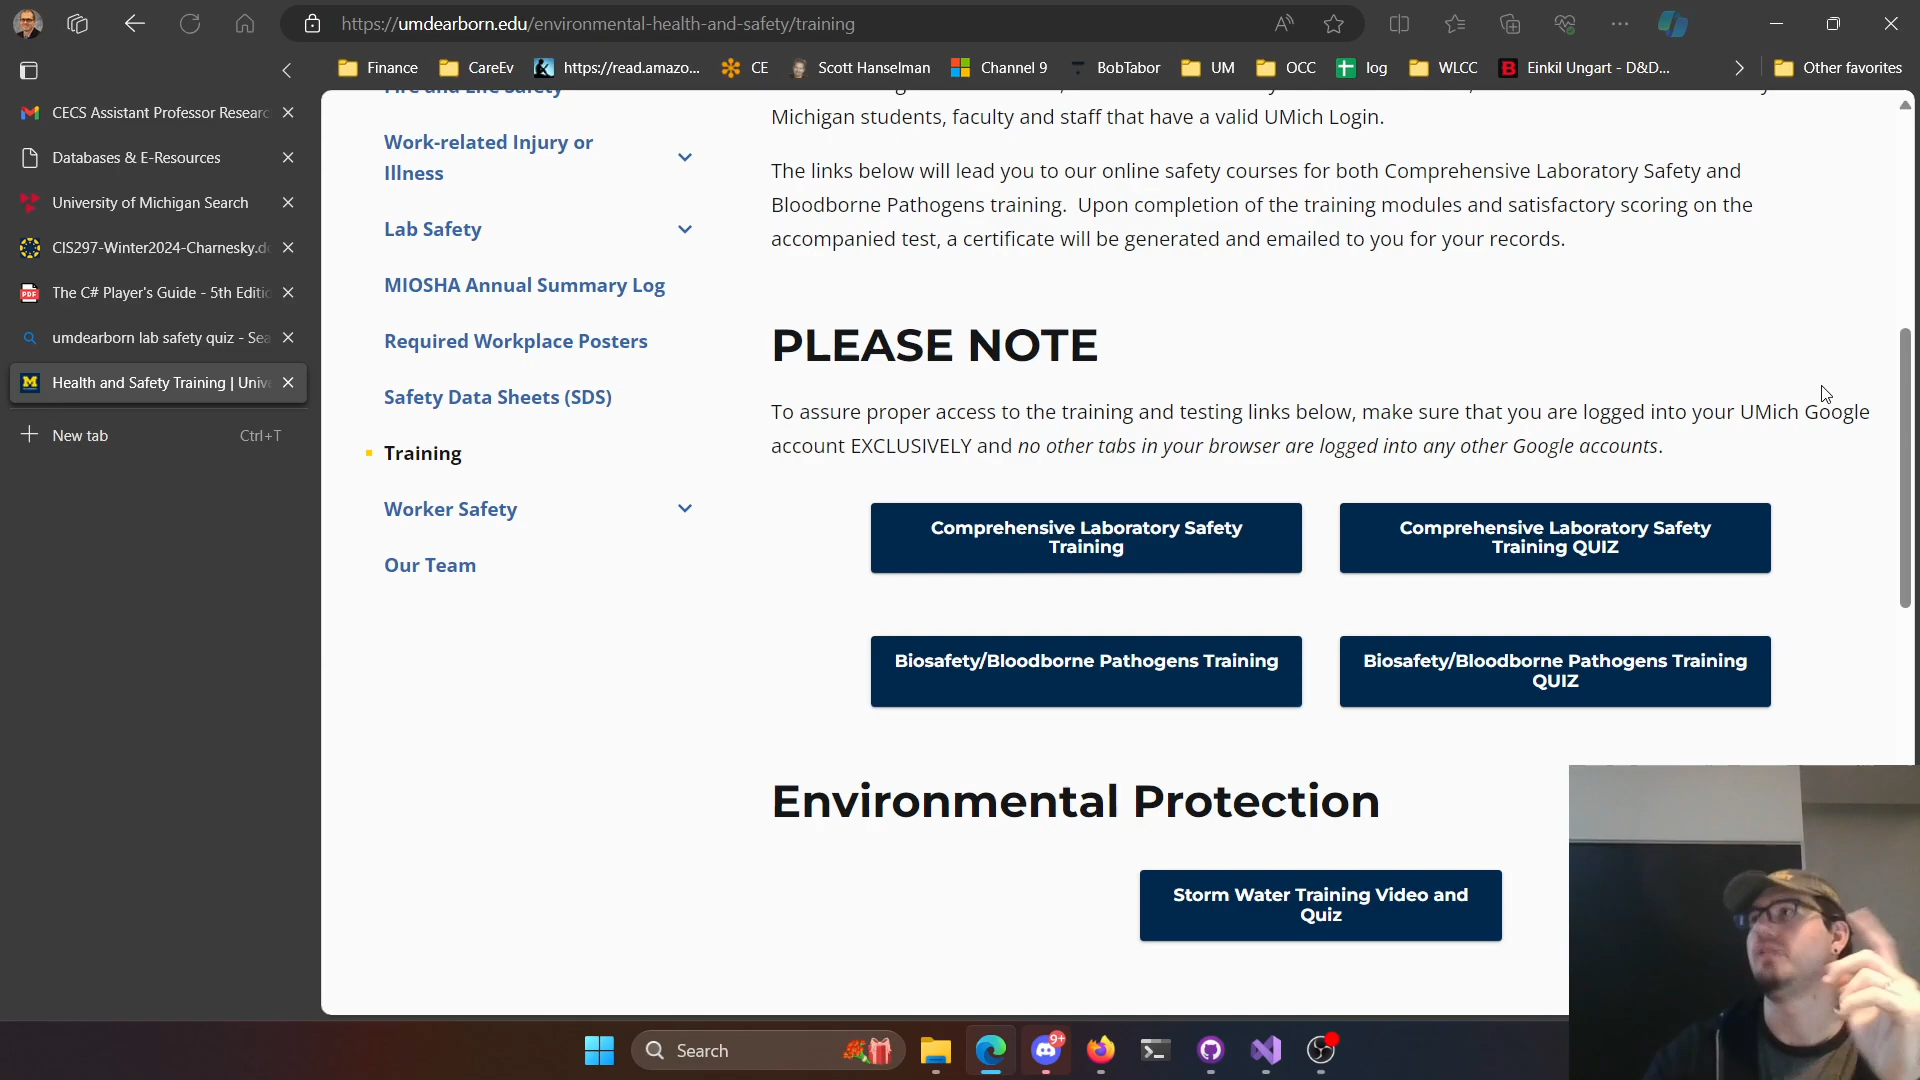 https://umdearborn.edu/environmental-health-and-safety/training
Finance
CareEv
https://read.amazo...
CE
Scott Hanselman
Channel 9
BobTabor
UM
OCC
log
WLCC
Einkil Ungart - D&D...
Other favorites
CECS Assistant Professor Researc
Databases & E-Resources
University of Michigan Search
CIS297-Winter2024-Charnesky.do
The C# Player's Guide - 5th Editio
umdearborn lab safety quiz - Sea
Health and Safety Training | Unive
New tab
Ctrl+T
Fire and Life Safety
Work-related Injury or
Illness
Lab Safety
MIOSHA Annual Summary Log
Required Workplace Posters
Safety Data Sheets (SDS)
Training
Worker Safety
Our Team
Michigan students, faculty and staff that have a valid UMich Login.
The links below will lead you to our online safety courses for both Comprehensive Laboratory Safety and
Bloodborne Pathogens training.  Upon completion of the training modules and satisfactory scoring on the
accompanied test, a certificate will be generated and emailed to you for your records.
PLEASE NOTE
To assure proper access to the training and testing links below, make sure that you are logged into your UMich Google
account EXCLUSIVELY and no other tabs in your browser are logged into any other Google accounts.
Comprehensive Laboratory Safety
Training
Comprehensive Laboratory Safety
Training QUIZ
Biosafety/Bloodborne Pathogens Training
Biosafety/Bloodborne Pathogens Training
QUIZ
Environmental Protection
Storm Water Training Video and
Quiz
Search
9+